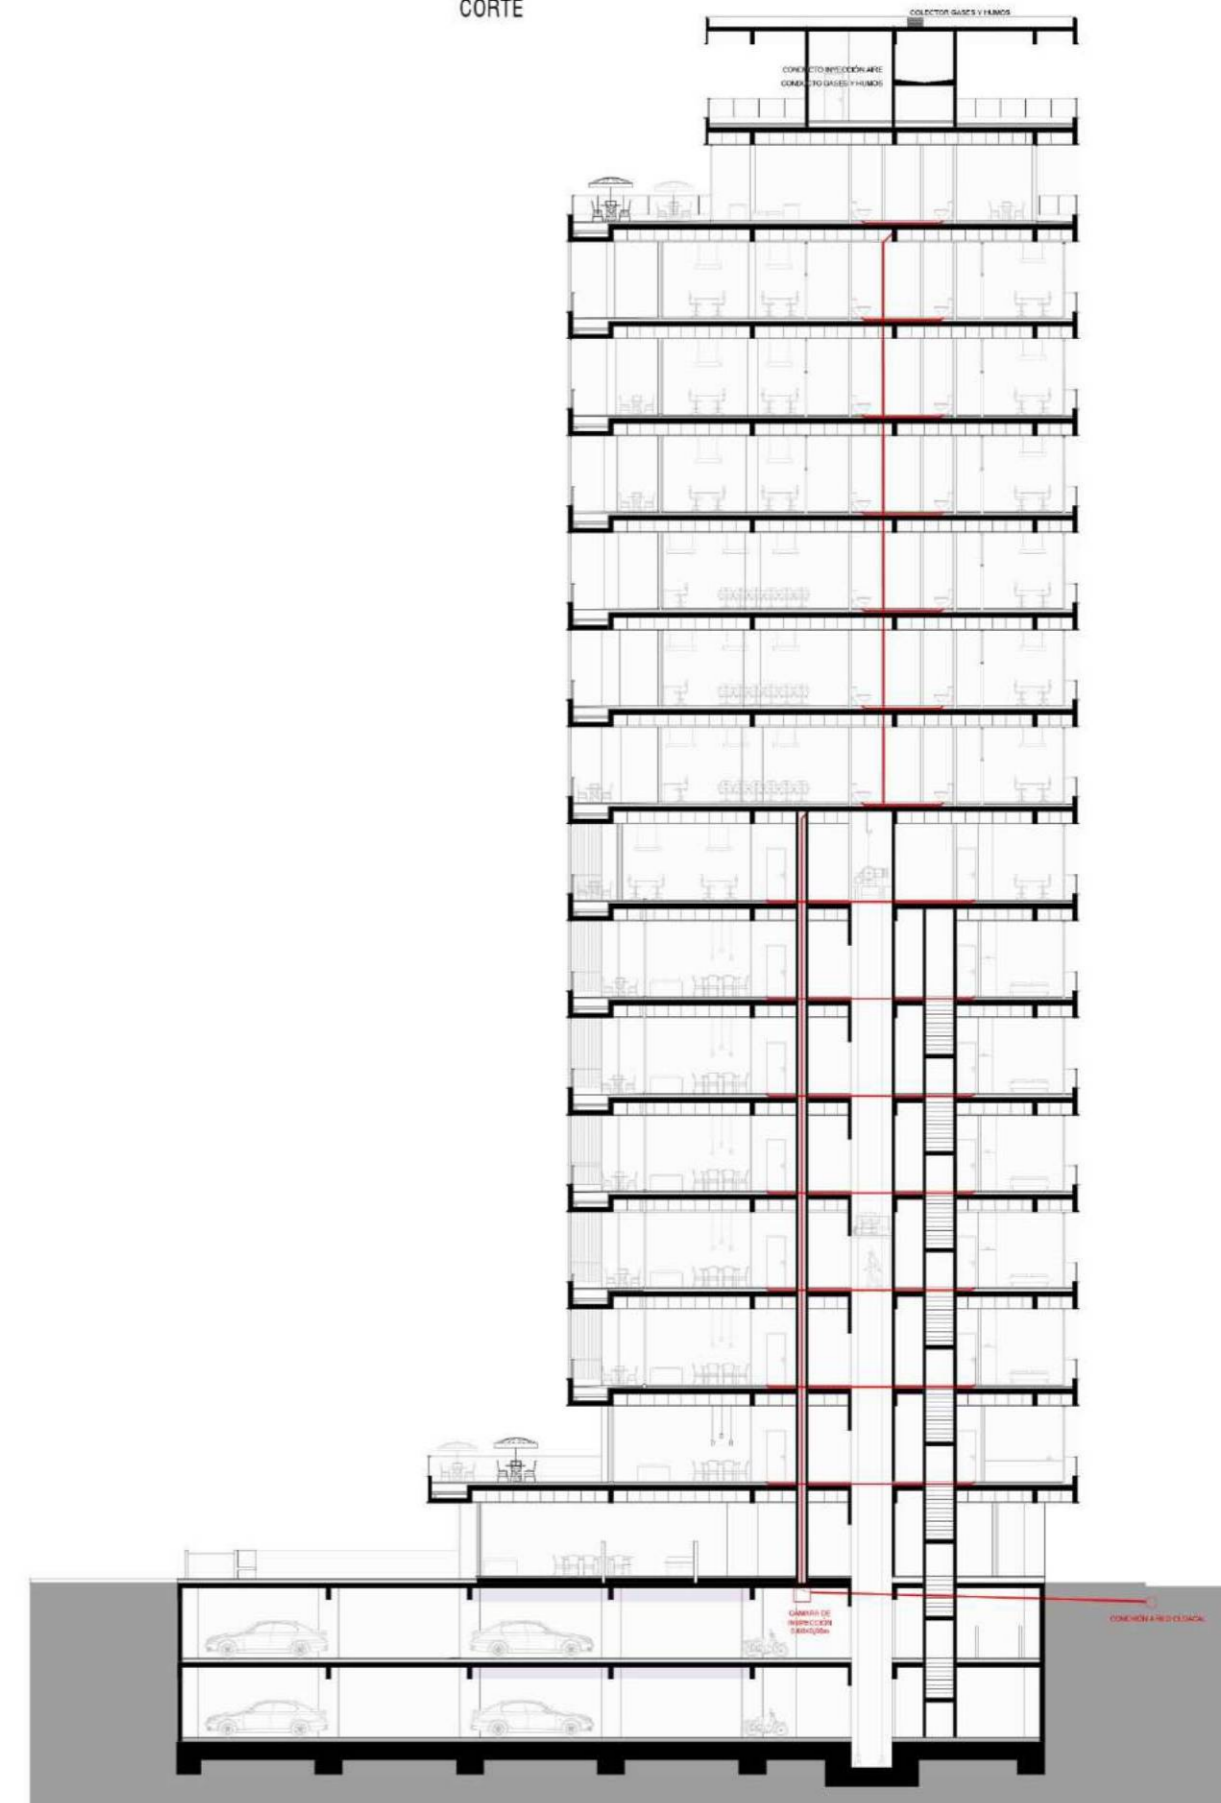 CORTE
COLECTOR GASES Y HUMOS
CONDUCTO INYECCIÓN AIRE
CONDUCTO GASES Y HUMOS
CÁMARA DE
INSPECCIÓN
CONEXIÓN A RED CLOACAL